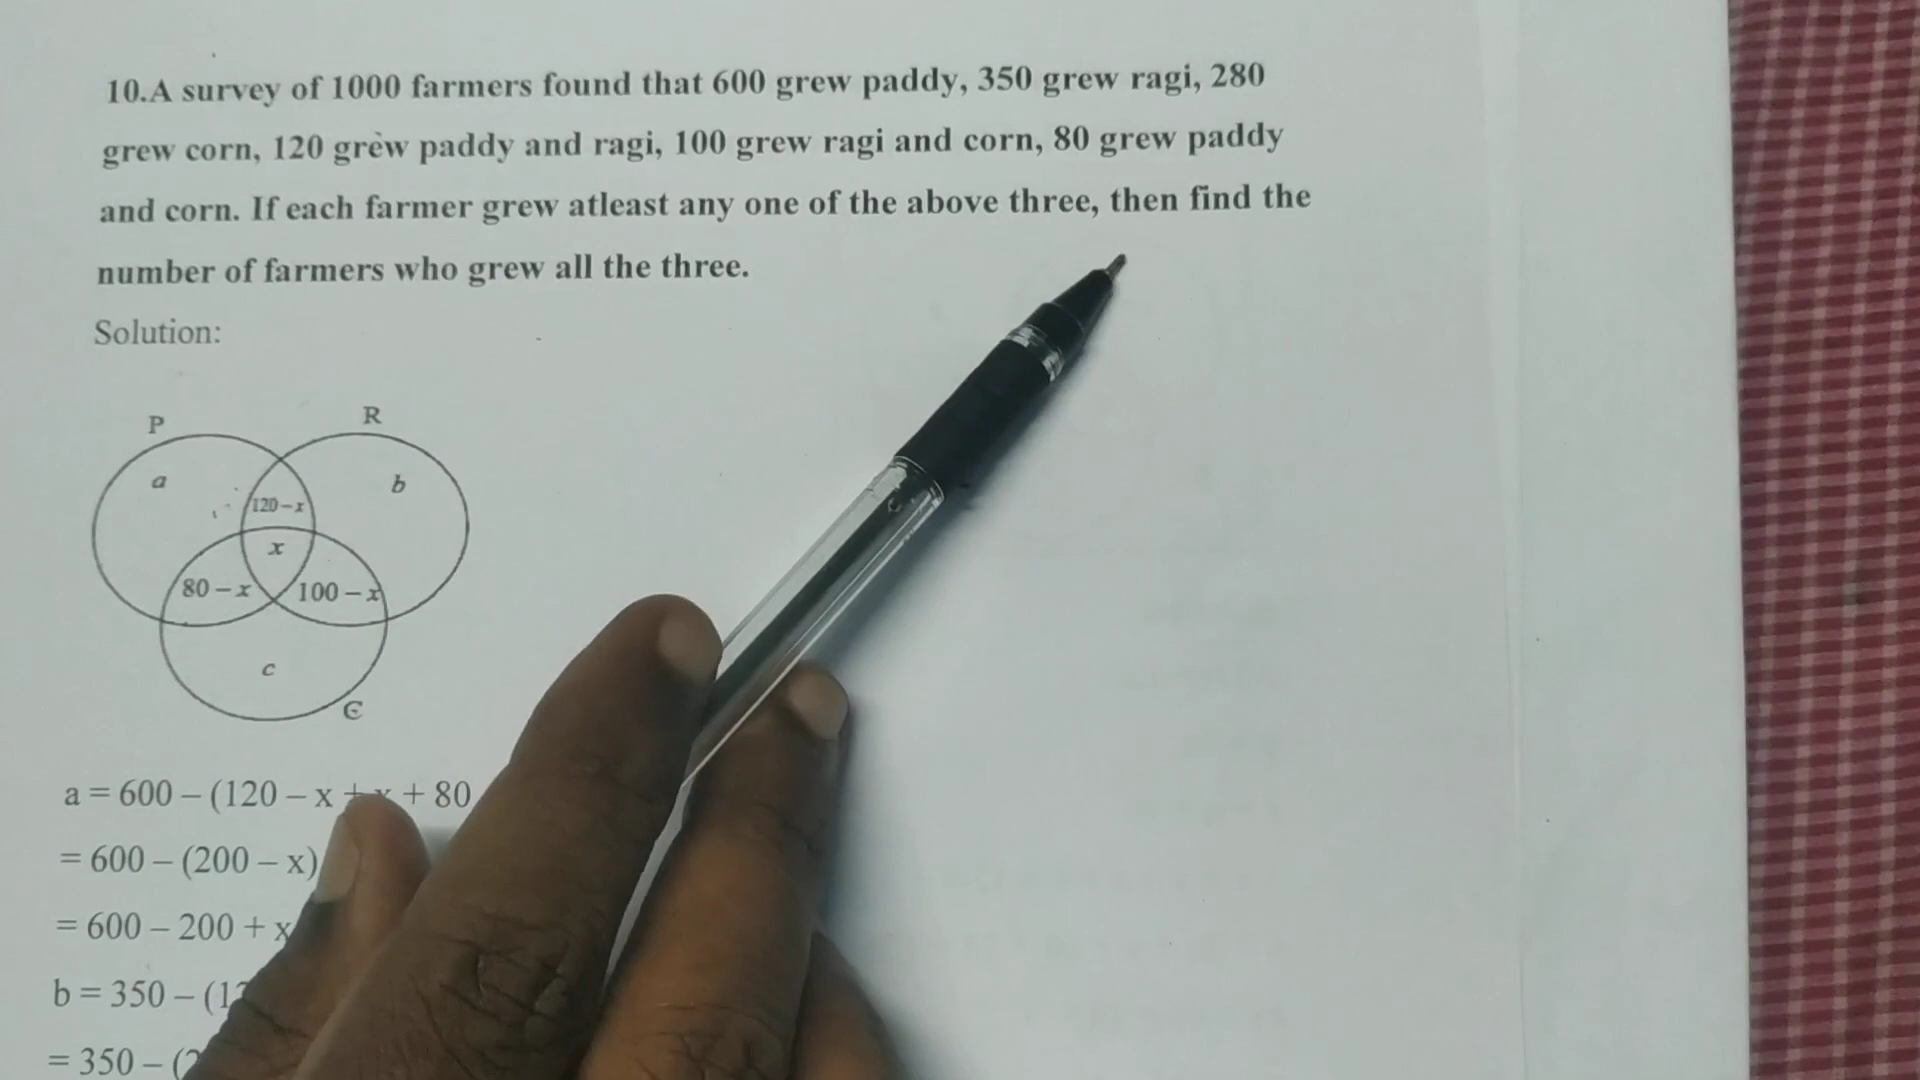 10.A survey of 1000 farmers found that 600 grew paddy, 350 grew ragi, 280
grew corn, 120 grew paddy and ragi, 100 grew ragi and corn, 80 grew paddy
and corn. If each farmer grew atleast any one of the above three, then find the
number of farmers who grew all the three.
Solution:
P R
a b
120 – x
x
80 – x 100 – x
c
C
a = 600 – (120 – x + x + 80
= 600 – (200 – x)
= 600 – 200 + x
b = 350 – (12
= 350 – (2